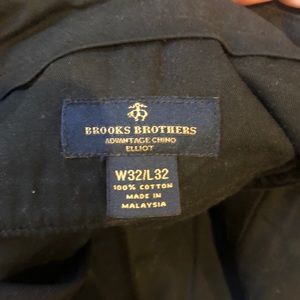 BROOKS BROTHERS
ADVANTAGE CHINO
ELLIOT
W32/L32
100% COTTON
MADE IN
MALAYSIA